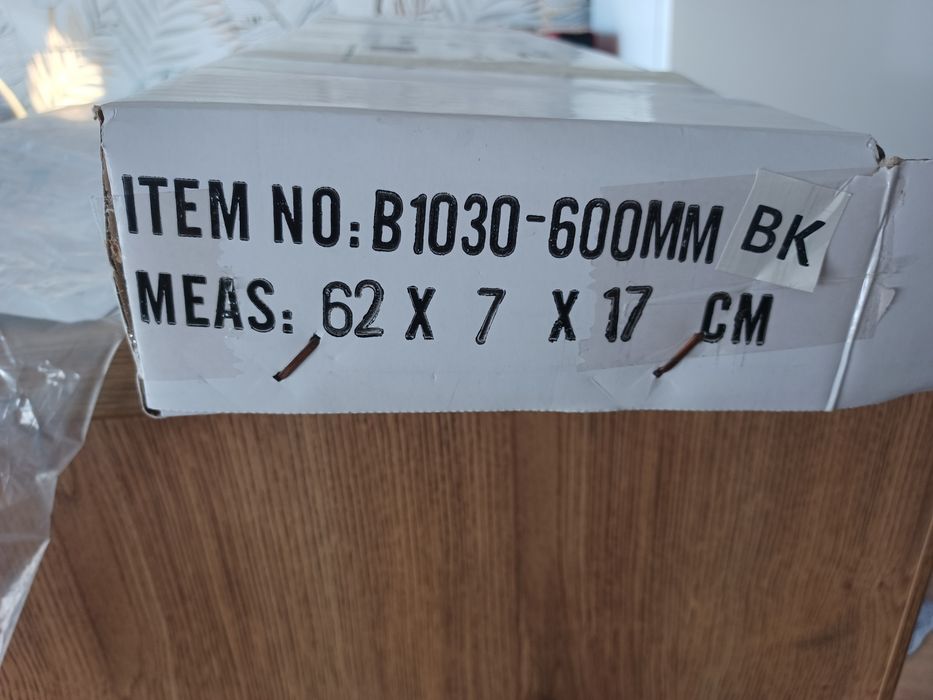 ITEM NO:B1030-600MM BK
MEAS: 62 X 7 X 17 CM